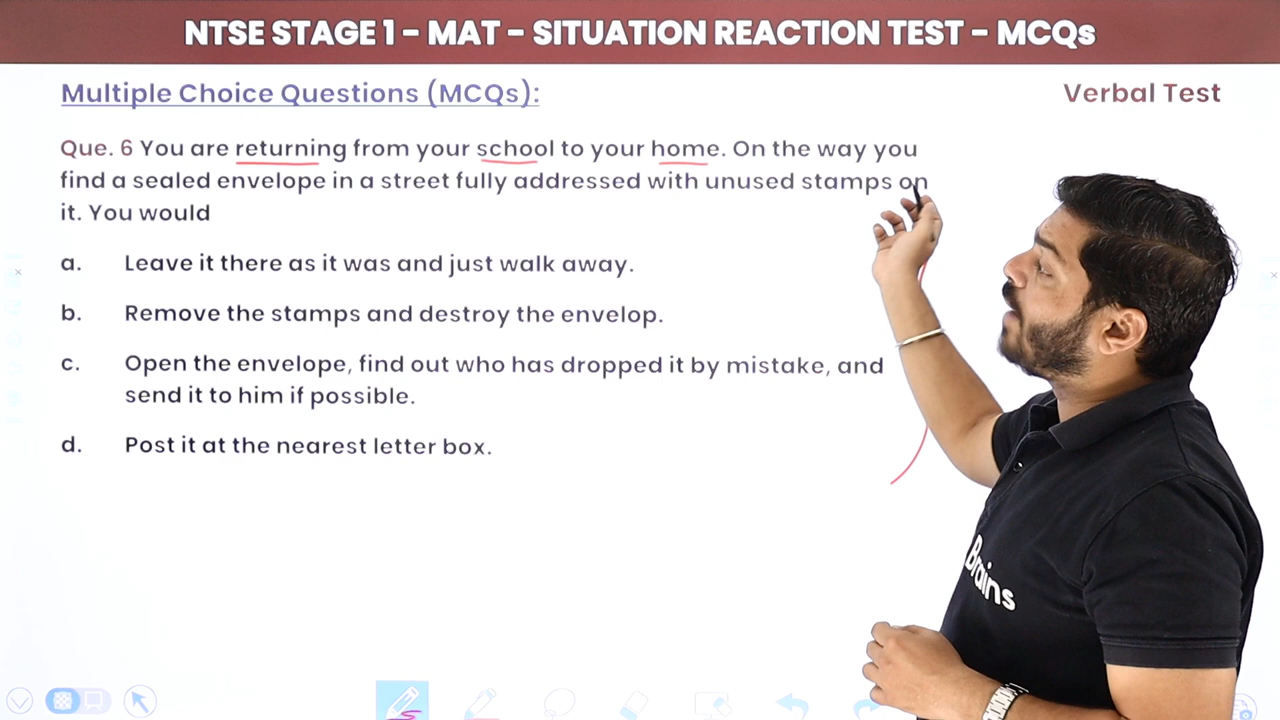 NTSE STAGE 1 - MAT - SITUATION REACTION TEST - MCQs
Multiple Choice Questions (MCQs):
Verbal Test
Que. 6 You are returning from your school to your home. On the way you
find a sealed envelope in a street fully addressed with unused stamps on
it. You would
a. Leave it there as it was and just walk away.
b. Remove the stamps and destroy the envelop.
c. Open the envelope, find out who has dropped it by mistake, and
send it to him if possible.
d. Post it at the nearest letter box.
Brains